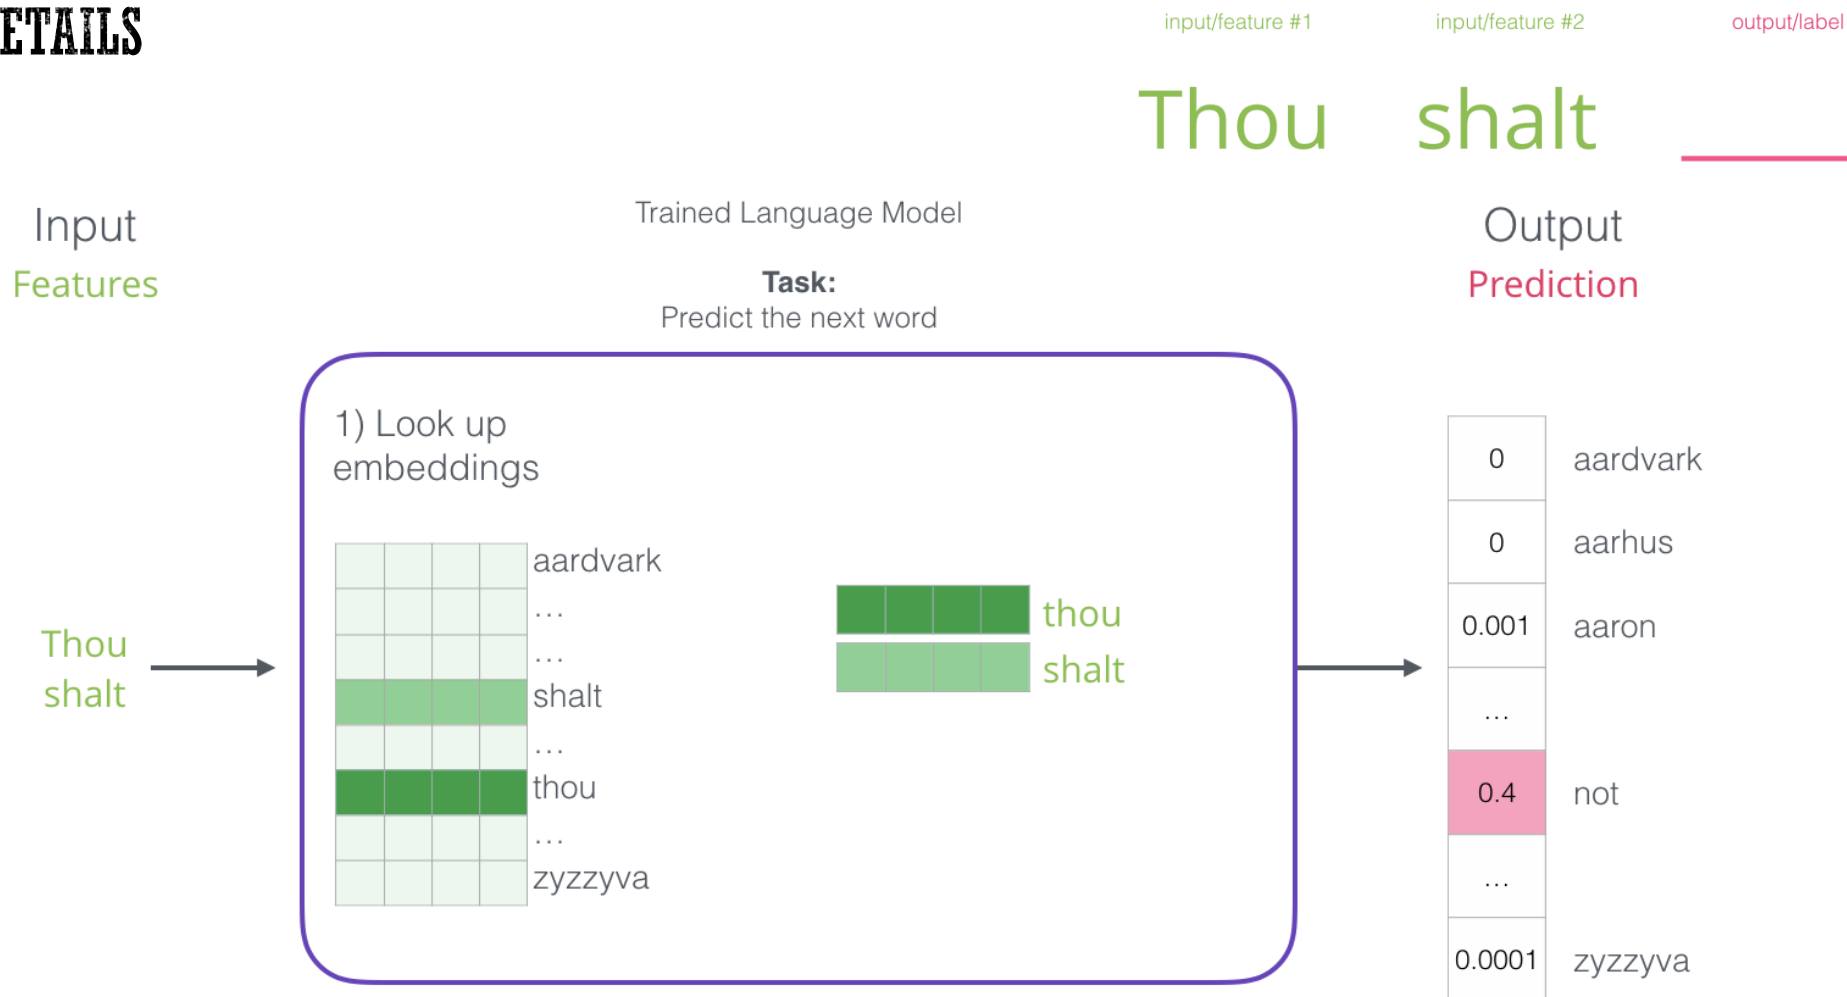 ETAILS
input/feature #1 input/feature #2 output/label
Thou shalt
Input
Features
Trained Language Model
Task:
Predict the next word
Output
Prediction
1) Look up
embeddings
Thou
shalt
aardvark
...
...
shalt
...
thou
...
zyzzyva
thou
shalt
0 aardvark
0 aarhus
0.001 aaron
...
0.4 not
...
0.0001 zyzzyva